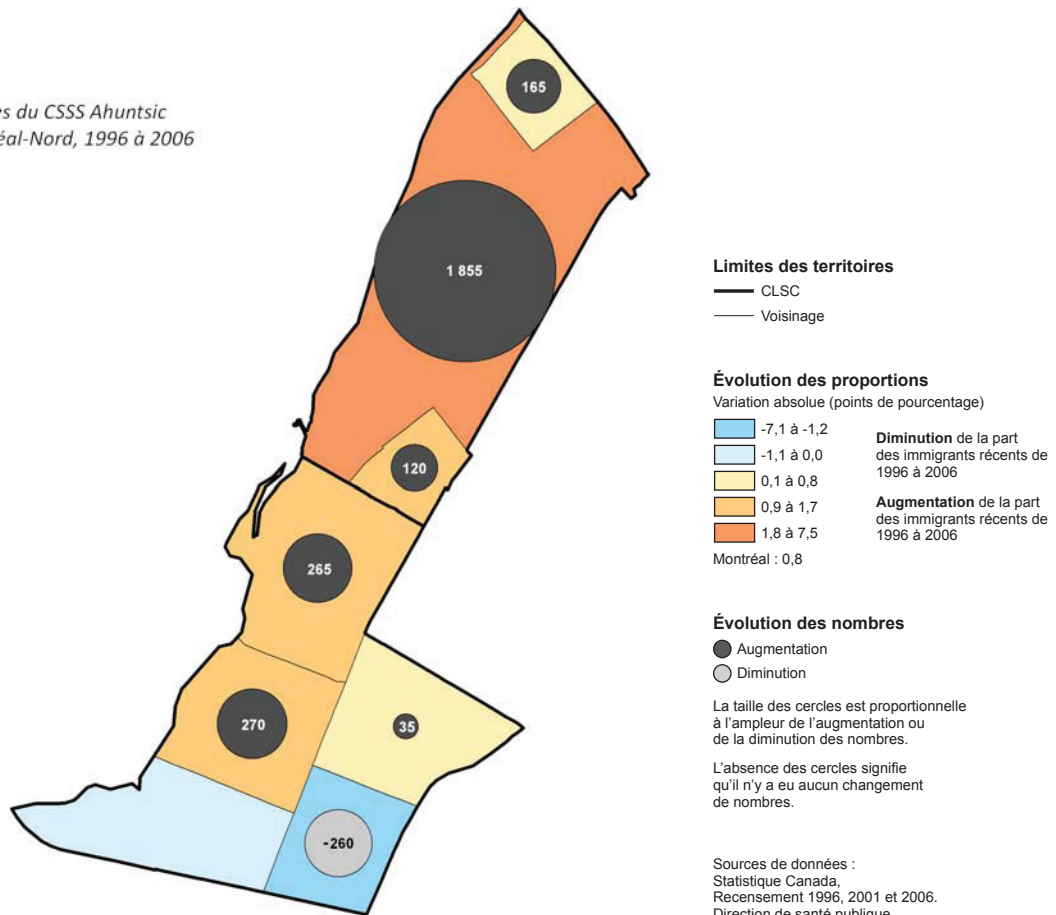 es du CSSS Ahuntsic
éal-Nord, 1996 à 2006
165
1 855
120
265
270
35
-260
Limites des territoires
CLSC
Voisinage
Évolution des proportions
Variation absolue (points de pourcentage)
-7,1 à -1,2
-1,1 à 0,0
0,1 à 0,8
0,9 à 1,7
1,8 à 7,5
Diminution de la part
des immigrants récents de
1996 à 2006
Augmentation de la part
des immigrants récents de
1996 à 2006
Montréal : 0,8
Évolution des nombres
Augmentation
Diminution
La taille des cercles est proportionnelle
à l'ampleur de l'augmentation ou
de la diminution des nombres.
L'absence des cercles signifie
qu'il n'y a eu aucun changement
de nombres.
Sources de données :
Statistique Canada,
Recensement 1996, 2001 et 2006.
Direction de santé publique